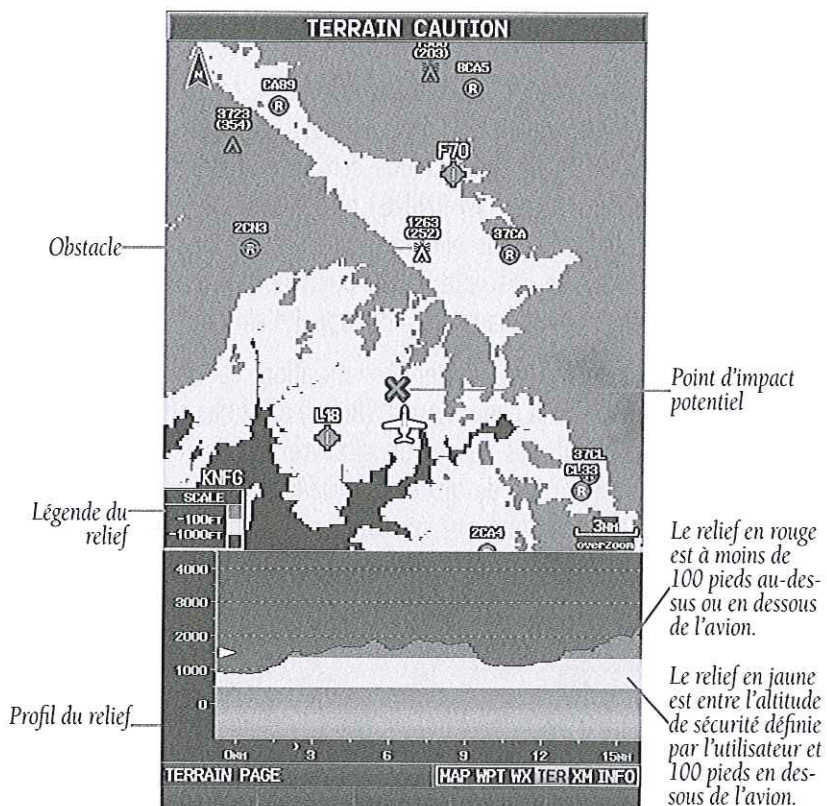 TERRAIN CAUTION
1500
(203)
8CA5
N
CA89
3723
(354)
F70
1263
(252)
2CN3
37CA
R
R
R
R
Obstacle
Point d'impact
potentiel
L18
37CL
CL33
R
KNFG
SCALE
-100FT
-1000FT
2CA4
3NM
overzoom
Légende du
relief
Le relief en rouge
est à moins de
100 pieds au-des-
sus ou en dessous
de l'avion.
4000
3000
2000
1000
0
Le relief en jaune
est entre l'altitude
de sécurité définie
par l'utilisateur et
100 pieds en des-
sous de l'avion.
Profil du relief
0NM 3 6 9 12 15NM
TERRAIN PAGE
MAP WPT WX TER XM INFO